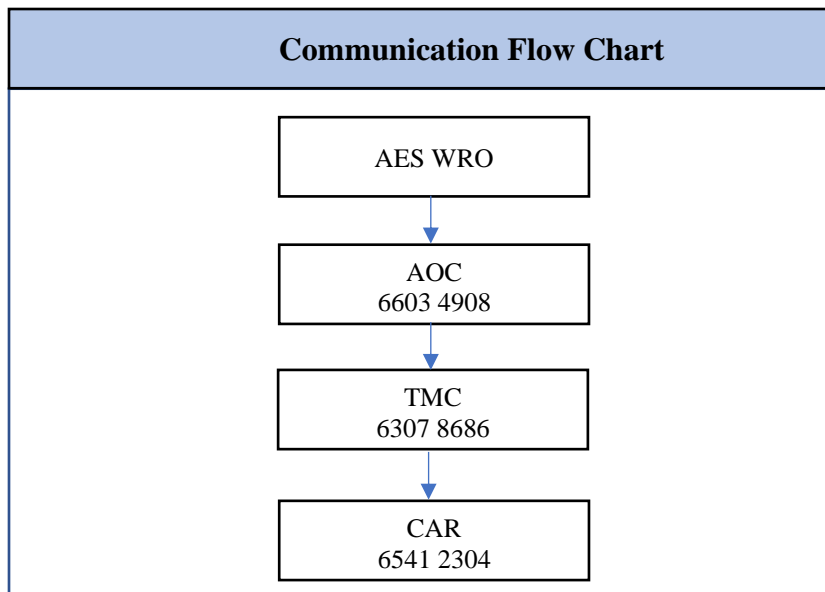 Communication Flow Chart
AES WRO
AOC
6603 4908
TMC
6307 8686
CAR
6541 2304